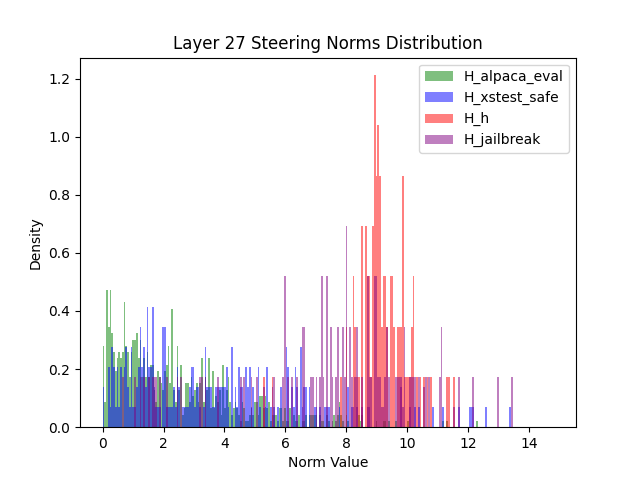 Layer 27 Steering Norms Distribution
H_alpaca_eval
H_xstest_safe
H_h
H_jailbreak
Density
1.2
1.0
0.8
0.6
0.4
0.2
0.0
0 2 4 6 8 10 12 14
Norm Value